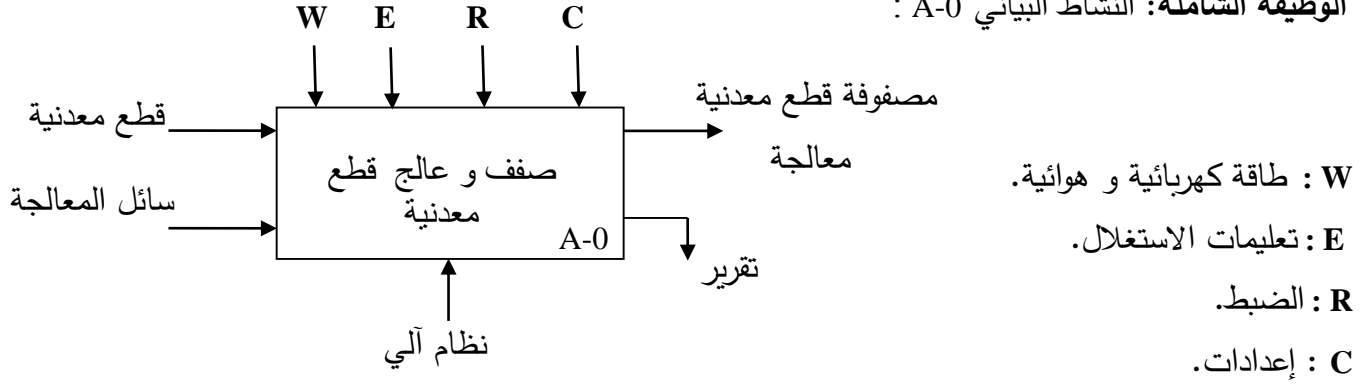 الوظيفة الشاملة: النشاط البياني A-0 :
W E R C
قطع معدنية
سائل المعالجة
صفف و عالج قطع
معدنية
A-0
مصفوفة قطع معدنية
معالجة
تقرير
نظام آلي
W : طاقة كهربائية و هوائية.
E : تعليمات الاستغلال.
R : الضبط.
C : إعدادات.